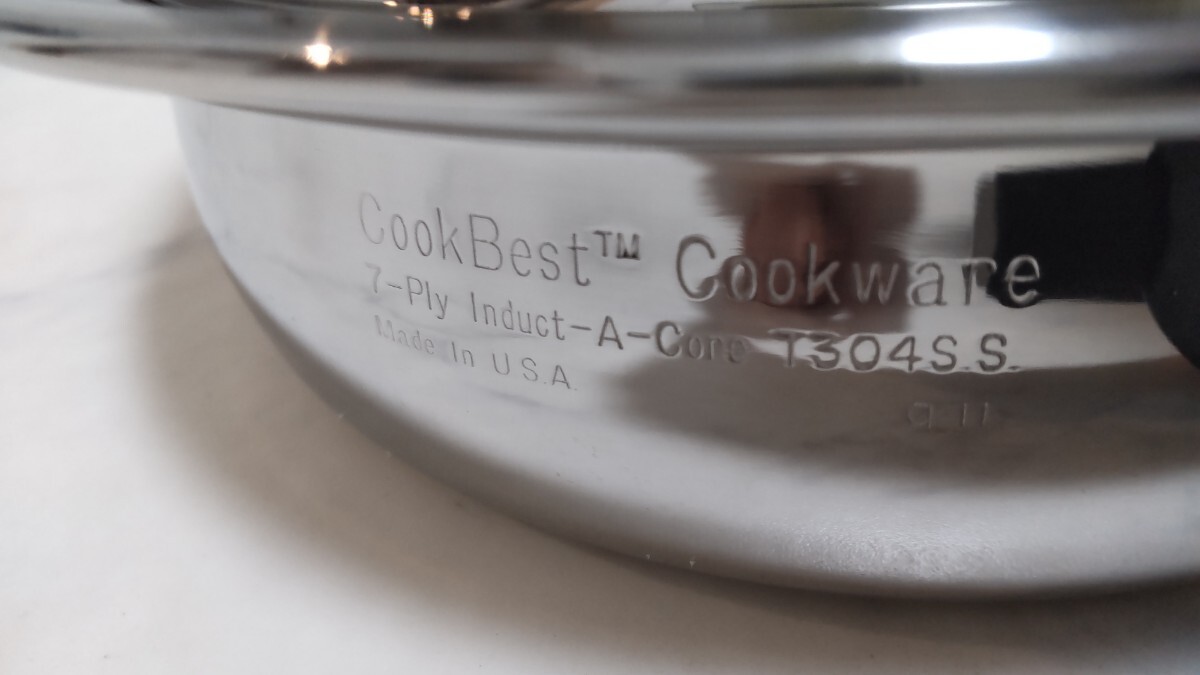 CookBest™ Cookware
7-Ply Induct-A-Core T304S.S.
Made In U.S.A.